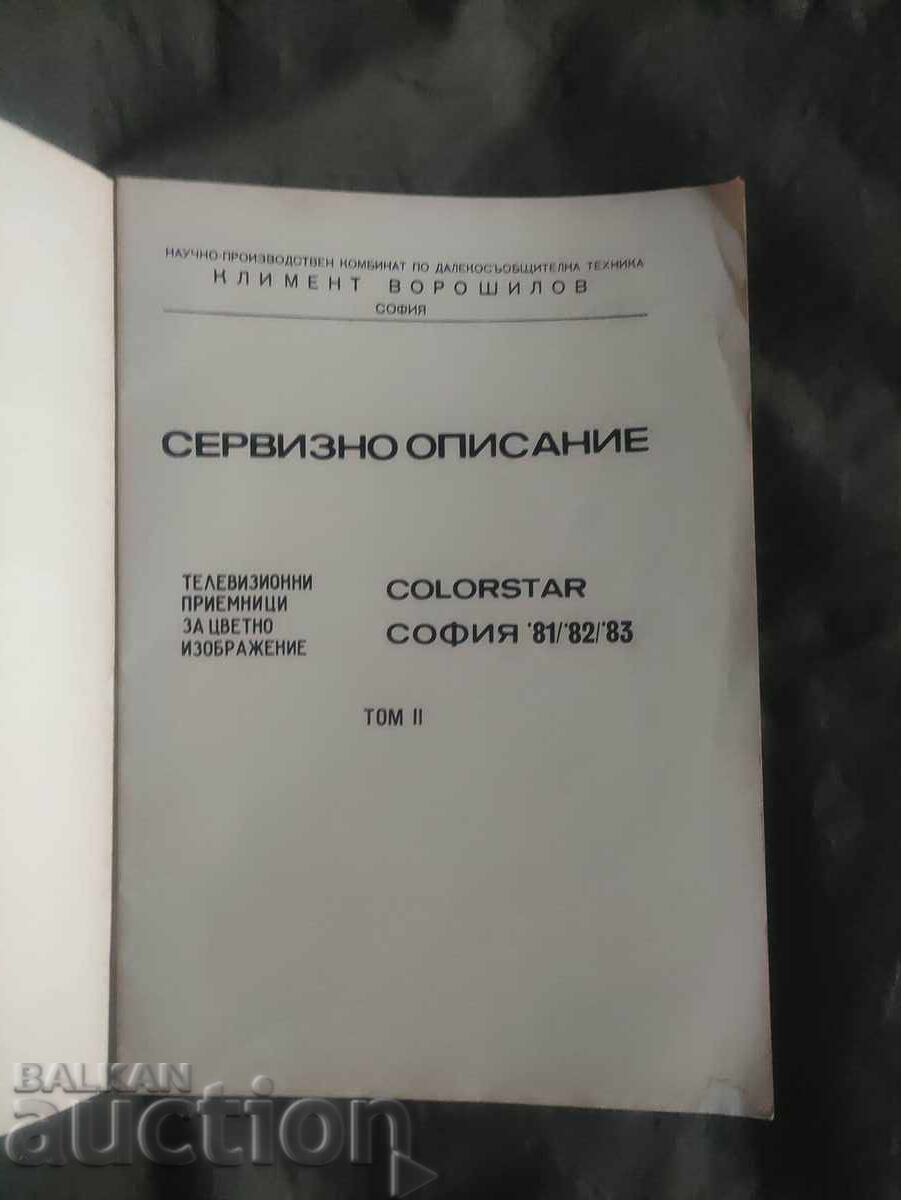 НАУЧНО-ПРОИЗВОДСТВЕН КОМБИНАТ ПО ДАЛЕКОСЪОБЩИТЕЛНА ТЕХНИКА
КЛИМЕНТ ВОРОШИЛОВ
СОФИЯ
СЕРВИЗНО ОПИСАНИЕ
ТЕЛЕВИЗИОННИ
ПРИЕМНИЦИ
ЗА ЦВЕТНО
ИЗОБРАЖЕНИЕ
COLORSTAR
СОФИЯ '81/'82/'83
ТОМ II
BALKAN
auction